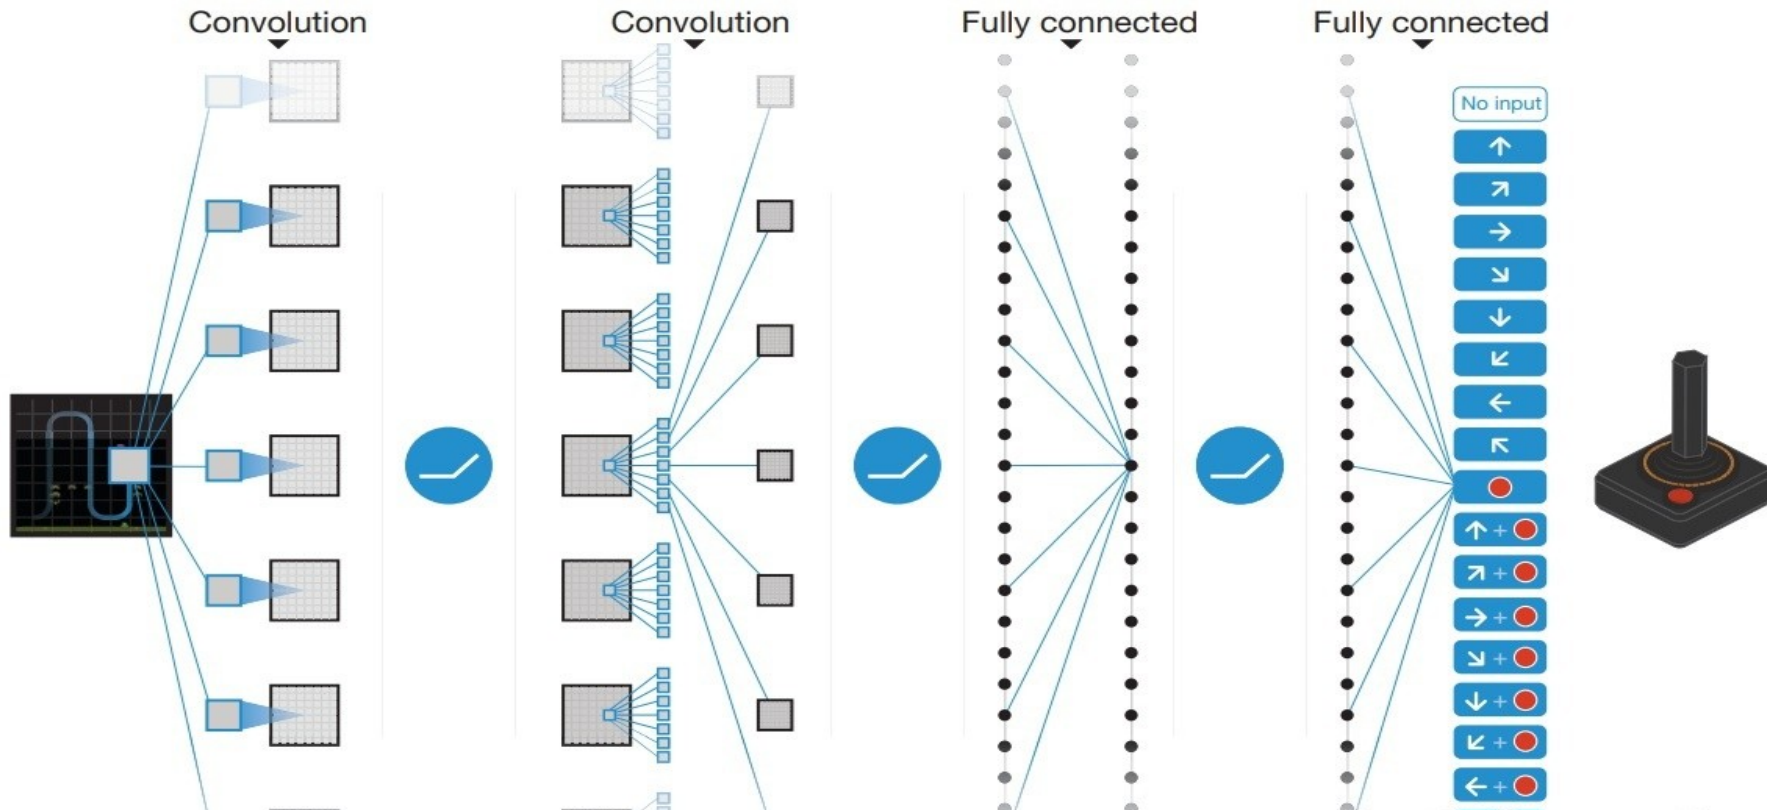 Convolution
Convolution
Fully connected
Fully connected
No input
+
+
+
+
+
+
+